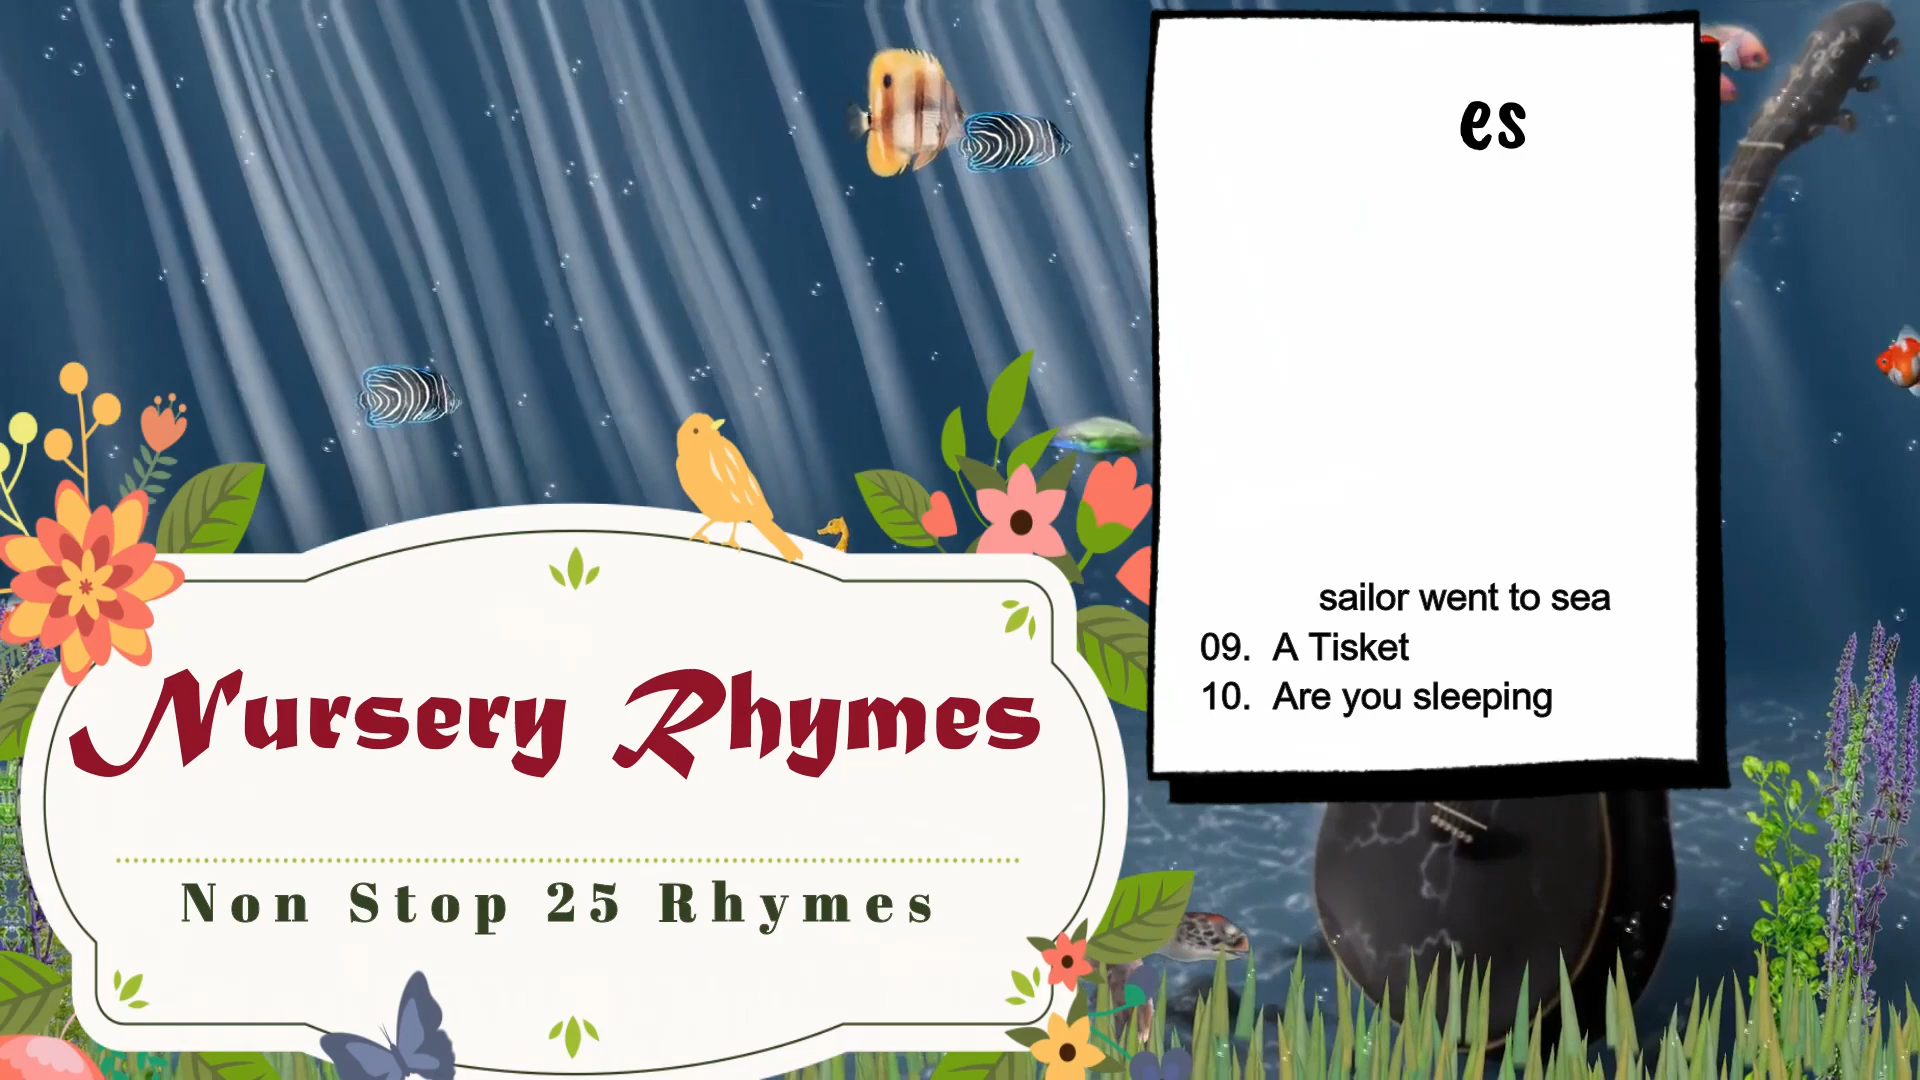 Nursery Rhymes
Non Stop 25 Rhymes
es
sailor went to sea
09. A Tisket
10. Are you sleeping